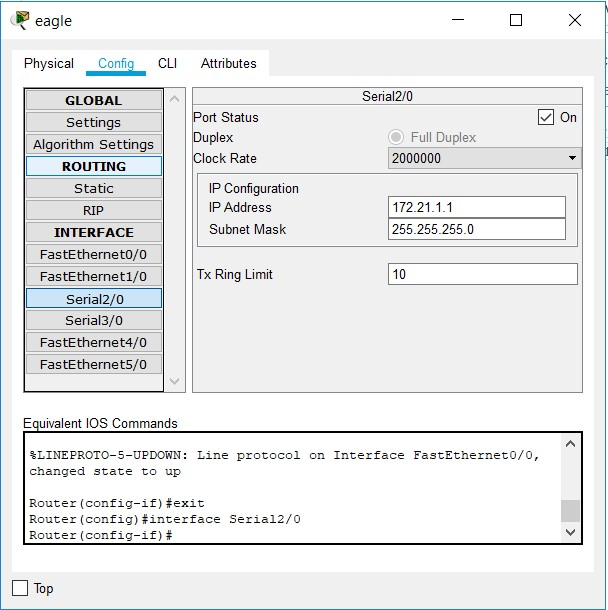 eagle
Physical Config CLI Attributes
GLOBAL
Settings
Algorithm Settings
ROUTING
Static
RIP
INTERFACE
FastEthernet0/0
FastEthernet1/0
Serial2/0
Serial3/0
FastEthernet4/0
FastEthernet5/0
Serial2/0
Port Status On
Duplex Full Duplex
Clock Rate 2000000
IP Configuration
IP Address 172.21.1.1
Subnet Mask 255.255.255.0
Tx Ring Limit 10
Equivalent IOS Commands
%LINEPROTO-5-UPDOWN: Line protocol on Interface FastEthernet0/0,
changed state to up
Router(config-if)#exit
Router(config)#interface Serial2/0
Router(config-if)#
Top